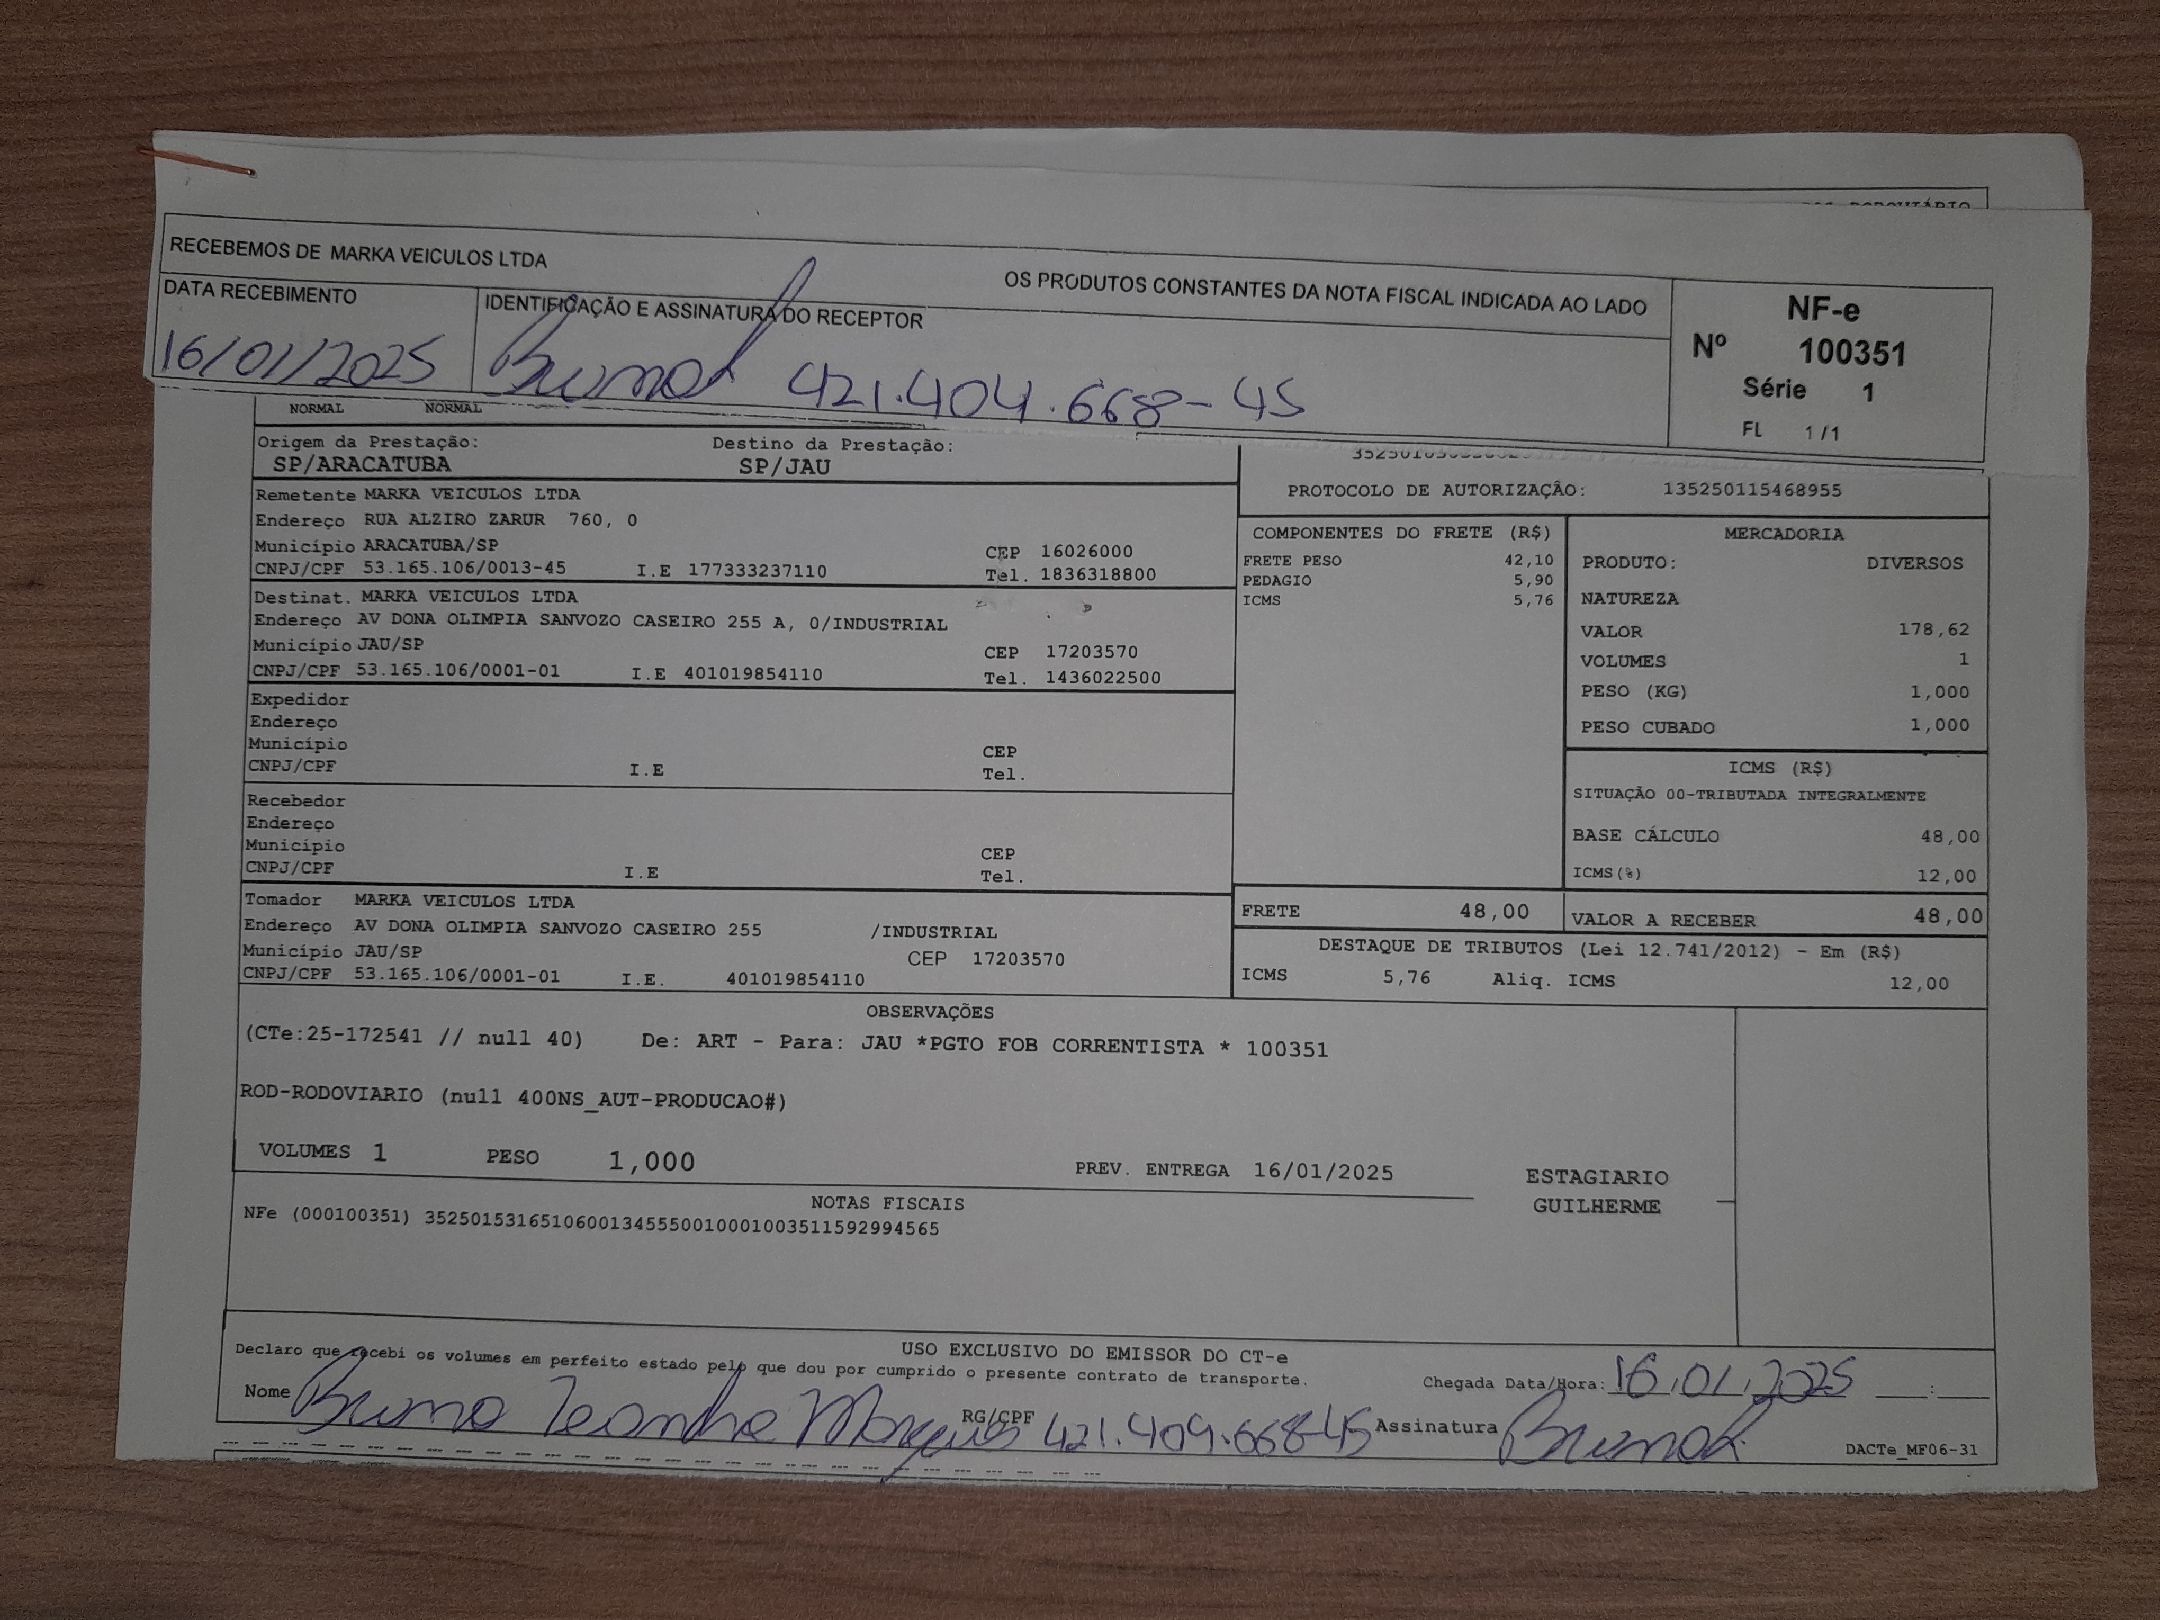 RECEBEMOS DE MARKA VEICULOS LTDA
OS PRODUTOS CONSTANTES DA NOTA FISCAL INDICADA AO LADO
DATA RECEBIMENTO
IDENTIFICAÇÃO E ASSINATURA DO RECEPTOR
16/01/2025
421.404.668-45
NF-e
Nº 100351
Série 1
FL 1/1
NORMAL NORMAL
Origem da Prestação: Destino da Prestação:
SP/ARACATUBA SP/JAU
PROTOCOLO DE AUTORIZAÇÃO: 135250115468955
Remetente MARKA VEICULOS LTDA
Endereço RUA ALZIRO ZARUR 760, 0
Município ARACATUBA/SP CEP 16026000
CNPJ/CPF 53.165.106/0013-45 I.E 177333237110 Tel. 1836318800
Destinat. MARKA VEICULOS LTDA
Endereço AV DONA OLIMPIA SANVOZO CASEIRO 255 A, 0/INDUSTRIAL
Município JAU/SP CEP 17203570
CNPJ/CPF 53.165.106/0001-01 I.E 401019854110 Tel. 1436022500
Expedidor
Endereço
Município CEP
CNPJ/CPF I.E Tel.
Recebedor
Endereço
Município CEP
CNPJ/CPF I.E Tel.
Tomador MARKA VEICULOS LTDA
Endereço AV DONA OLIMPIA SANVOZO CASEIRO 255 /INDUSTRIAL
Município JAU/SP CEP 17203570
CNPJ/CPF 53.165.106/0001-01 I.E. 401019854110
COMPONENTES DO FRETE (R$)
FRETE PESO 42,10
PEDAGIO 5,90
ICMS 5,76
MERCADORIA
PRODUTO: DIVERSOS
NATUREZA
VALOR 178,62
VOLUMES 1
PESO (KG) 1,000
PESO CUBADO 1,000
ICMS (R$)
SITUAÇÃO 00-TRIBUTADA INTEGRALMENTE
BASE CÁLCULO 48,00
ICMS(%) 12,00
FRETE 48,00 VALOR A RECEBER 48,00
DESTAQUE DE TRIBUTOS (Lei 12.741/2012) - Em (R$)
ICMS 5,76 Aliq. ICMS 12,00
OBSERVAÇÕES
(CTe:25-172541 // null 40) De: ART - Para: JAU *PGTO FOB CORRENTISTA * 100351
ROD-RODOVIARIO (null 400NS_AUT-PRODUCAO#)
VOLUMES 1 PESO 1,000 PREV. ENTREGA 16/01/2025
ESTAGIARIO
GUILHERME
NOTAS FISCAIS
NFe (000100351) 35250153165106001345550010001003511592994565
USO EXCLUSIVO DO EMISSOR DO CT-e
Declaro que recebi os volumes em perfeito estado pelo que dou por cumprido o presente contrato de transporte.
Chegada Data/Hora: 16.01.2025 :
Nome Bruno Marques RG/CPF 421.409.668-45 Assinatura
DACTe_MF06-31